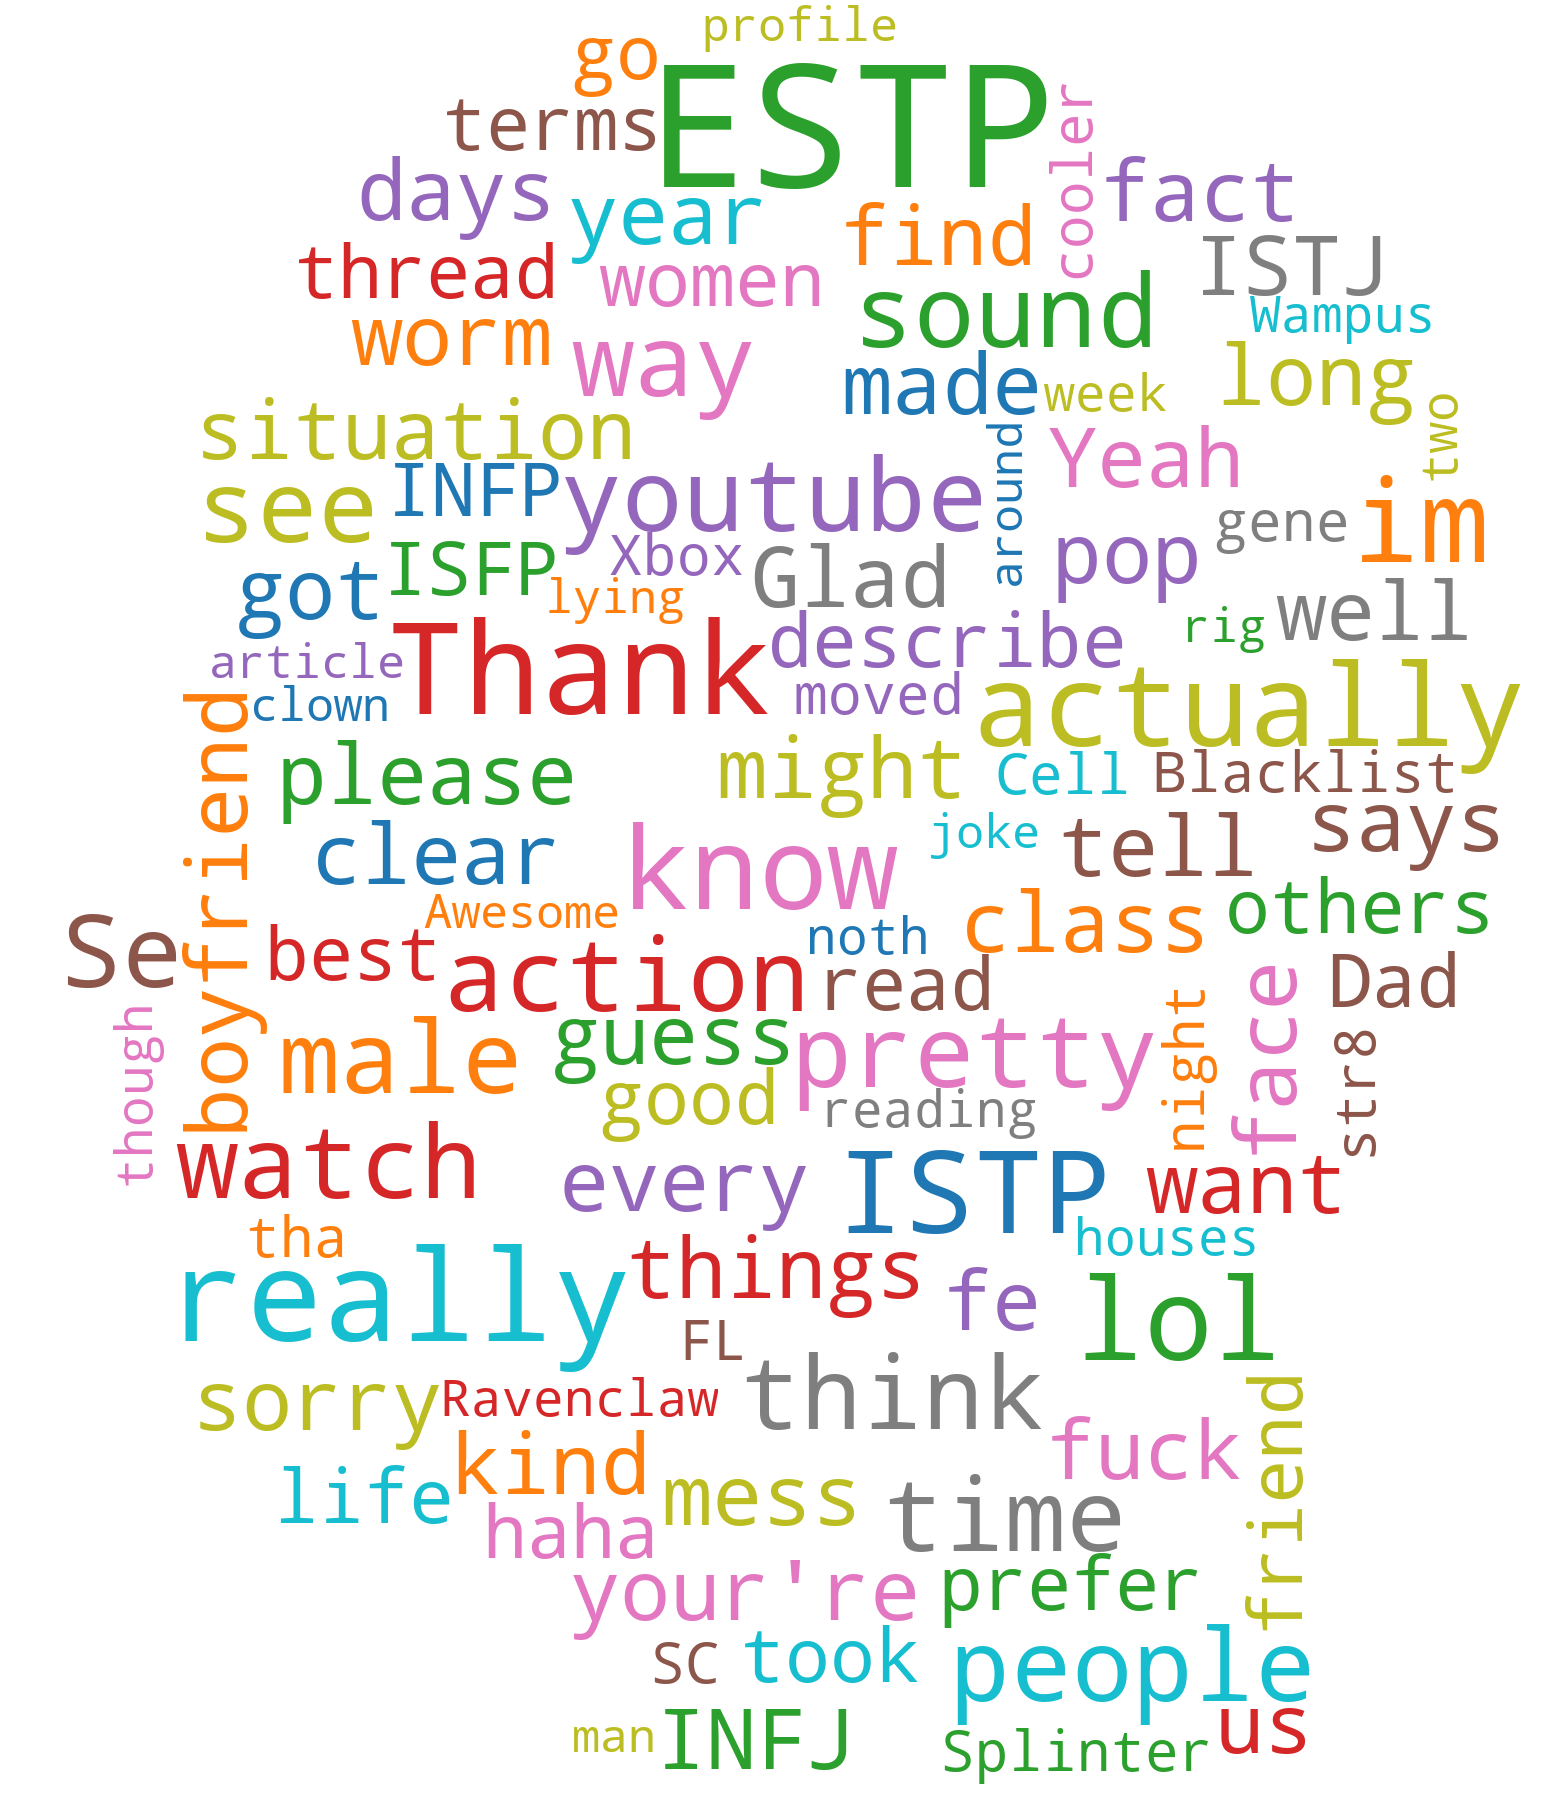 profile
go
ESTP
terms
cooler
days
year
fact
find
thread
women
ISTJ
sound
Wampus
worm
way
made
week
long
two
situation
Yeah
around
see
INFP
youtube
im
gene
Xbox
pop
got
ISFP
Glad
lying
well
rig
Thank
describe
article
moved
clown
actually
boyfriend
please
might
Cell
Blacklist
joke
says
clear
know
tell
Awesome
others
Se
best
noth
class
action
read
Dad
face
night
though
male
guess
pretty
str8
good
reading
watch
every
ISTP
want
tha
houses
really
things
fe
lol
FL
sorry
Ravenclaw
think
friend
kind
fuck
life
mess
time
haha
your're
prefer
SC
took
people
man
INFJ
Splinter
us